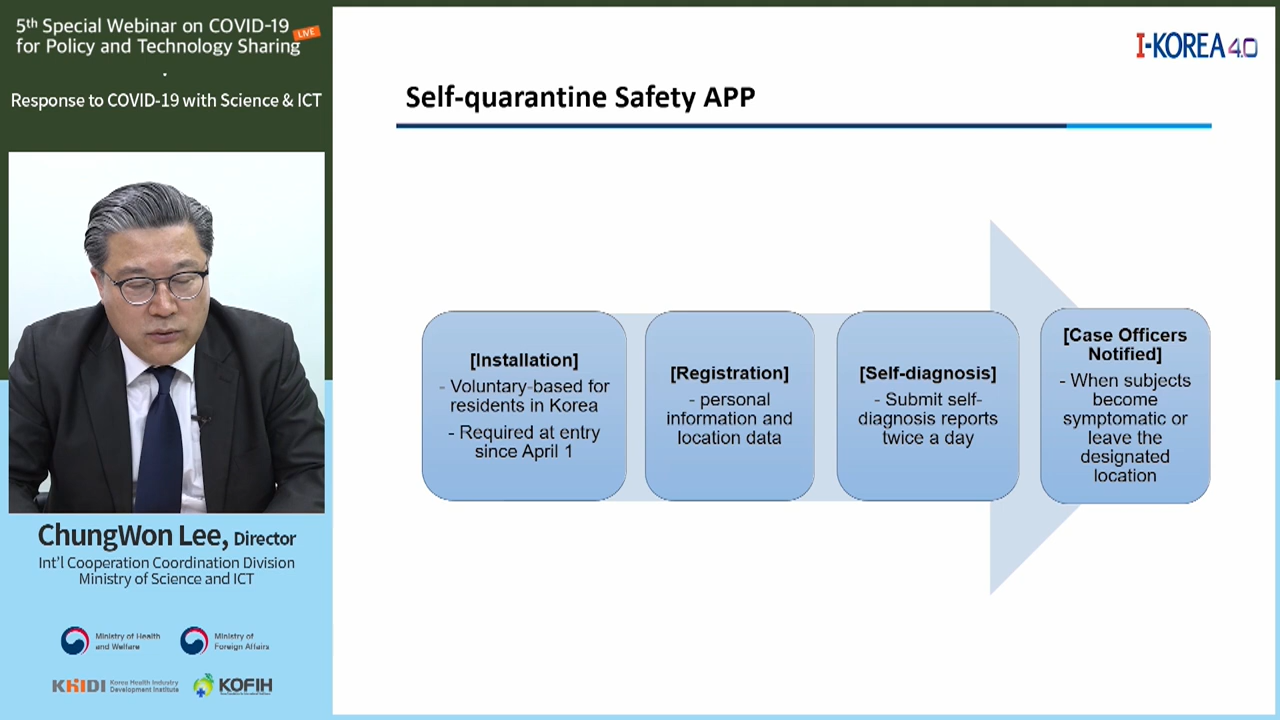 5th Special Webinar on COVID-19
for Policy and Technology Sharing
LIVE
Response to COVID-19 with Science & ICT
ChungWon Lee, Director
Int'l Cooperation Coordination Division
Ministry of Science and ICT
Ministry of Health
and Welfare
Ministry of
Foreign Affairs
KHIDI
Korea Health Industry
Development Institute
KOFIH
I-KOREA 4.0
Self-quarantine Safety APP
[Installation]
- Voluntary-based for
residents in Korea
- Required at entry
since April 1
[Registration]
- personal
information and
location data
[Self-diagnosis]
- Submit self-
diagnosis reports
twice a day
[Case Officers
Notified]
- When subjects
become
symptomatic or
leave the
designated
location